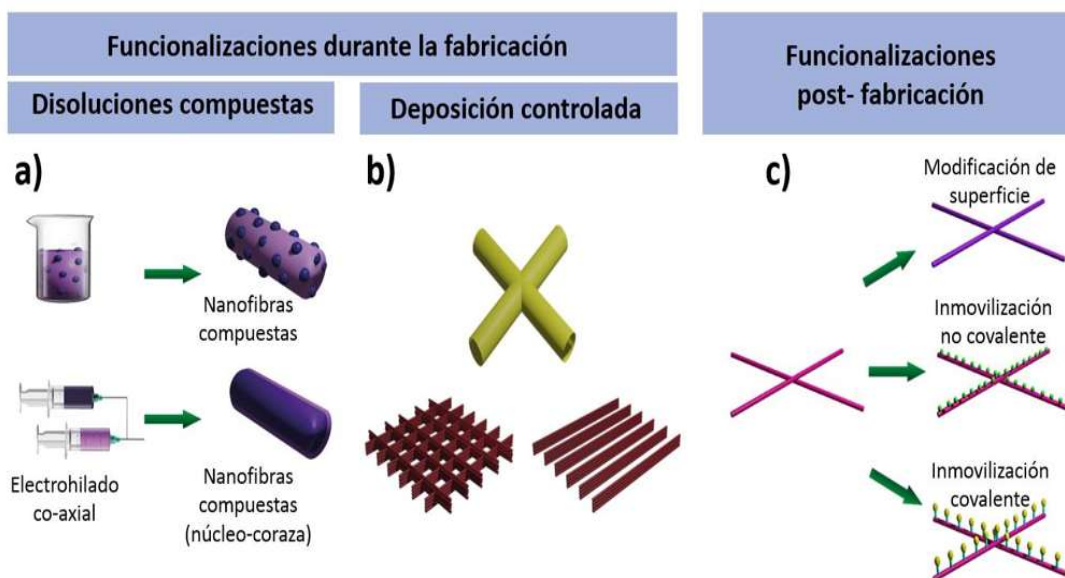 Funcionalizaciones durante la fabricación
Disoluciones compuestas
Deposición controlada
Funcionalizaciones
post- fabricación
a)
Nanofibras
compuestas
Electrohilado
co-axial
Nanofibras
compuestas
(núcleo-coraza)
b)
c)
Modificación de
superficie
Inmovilización
no covalente
Inmovilización
covalente